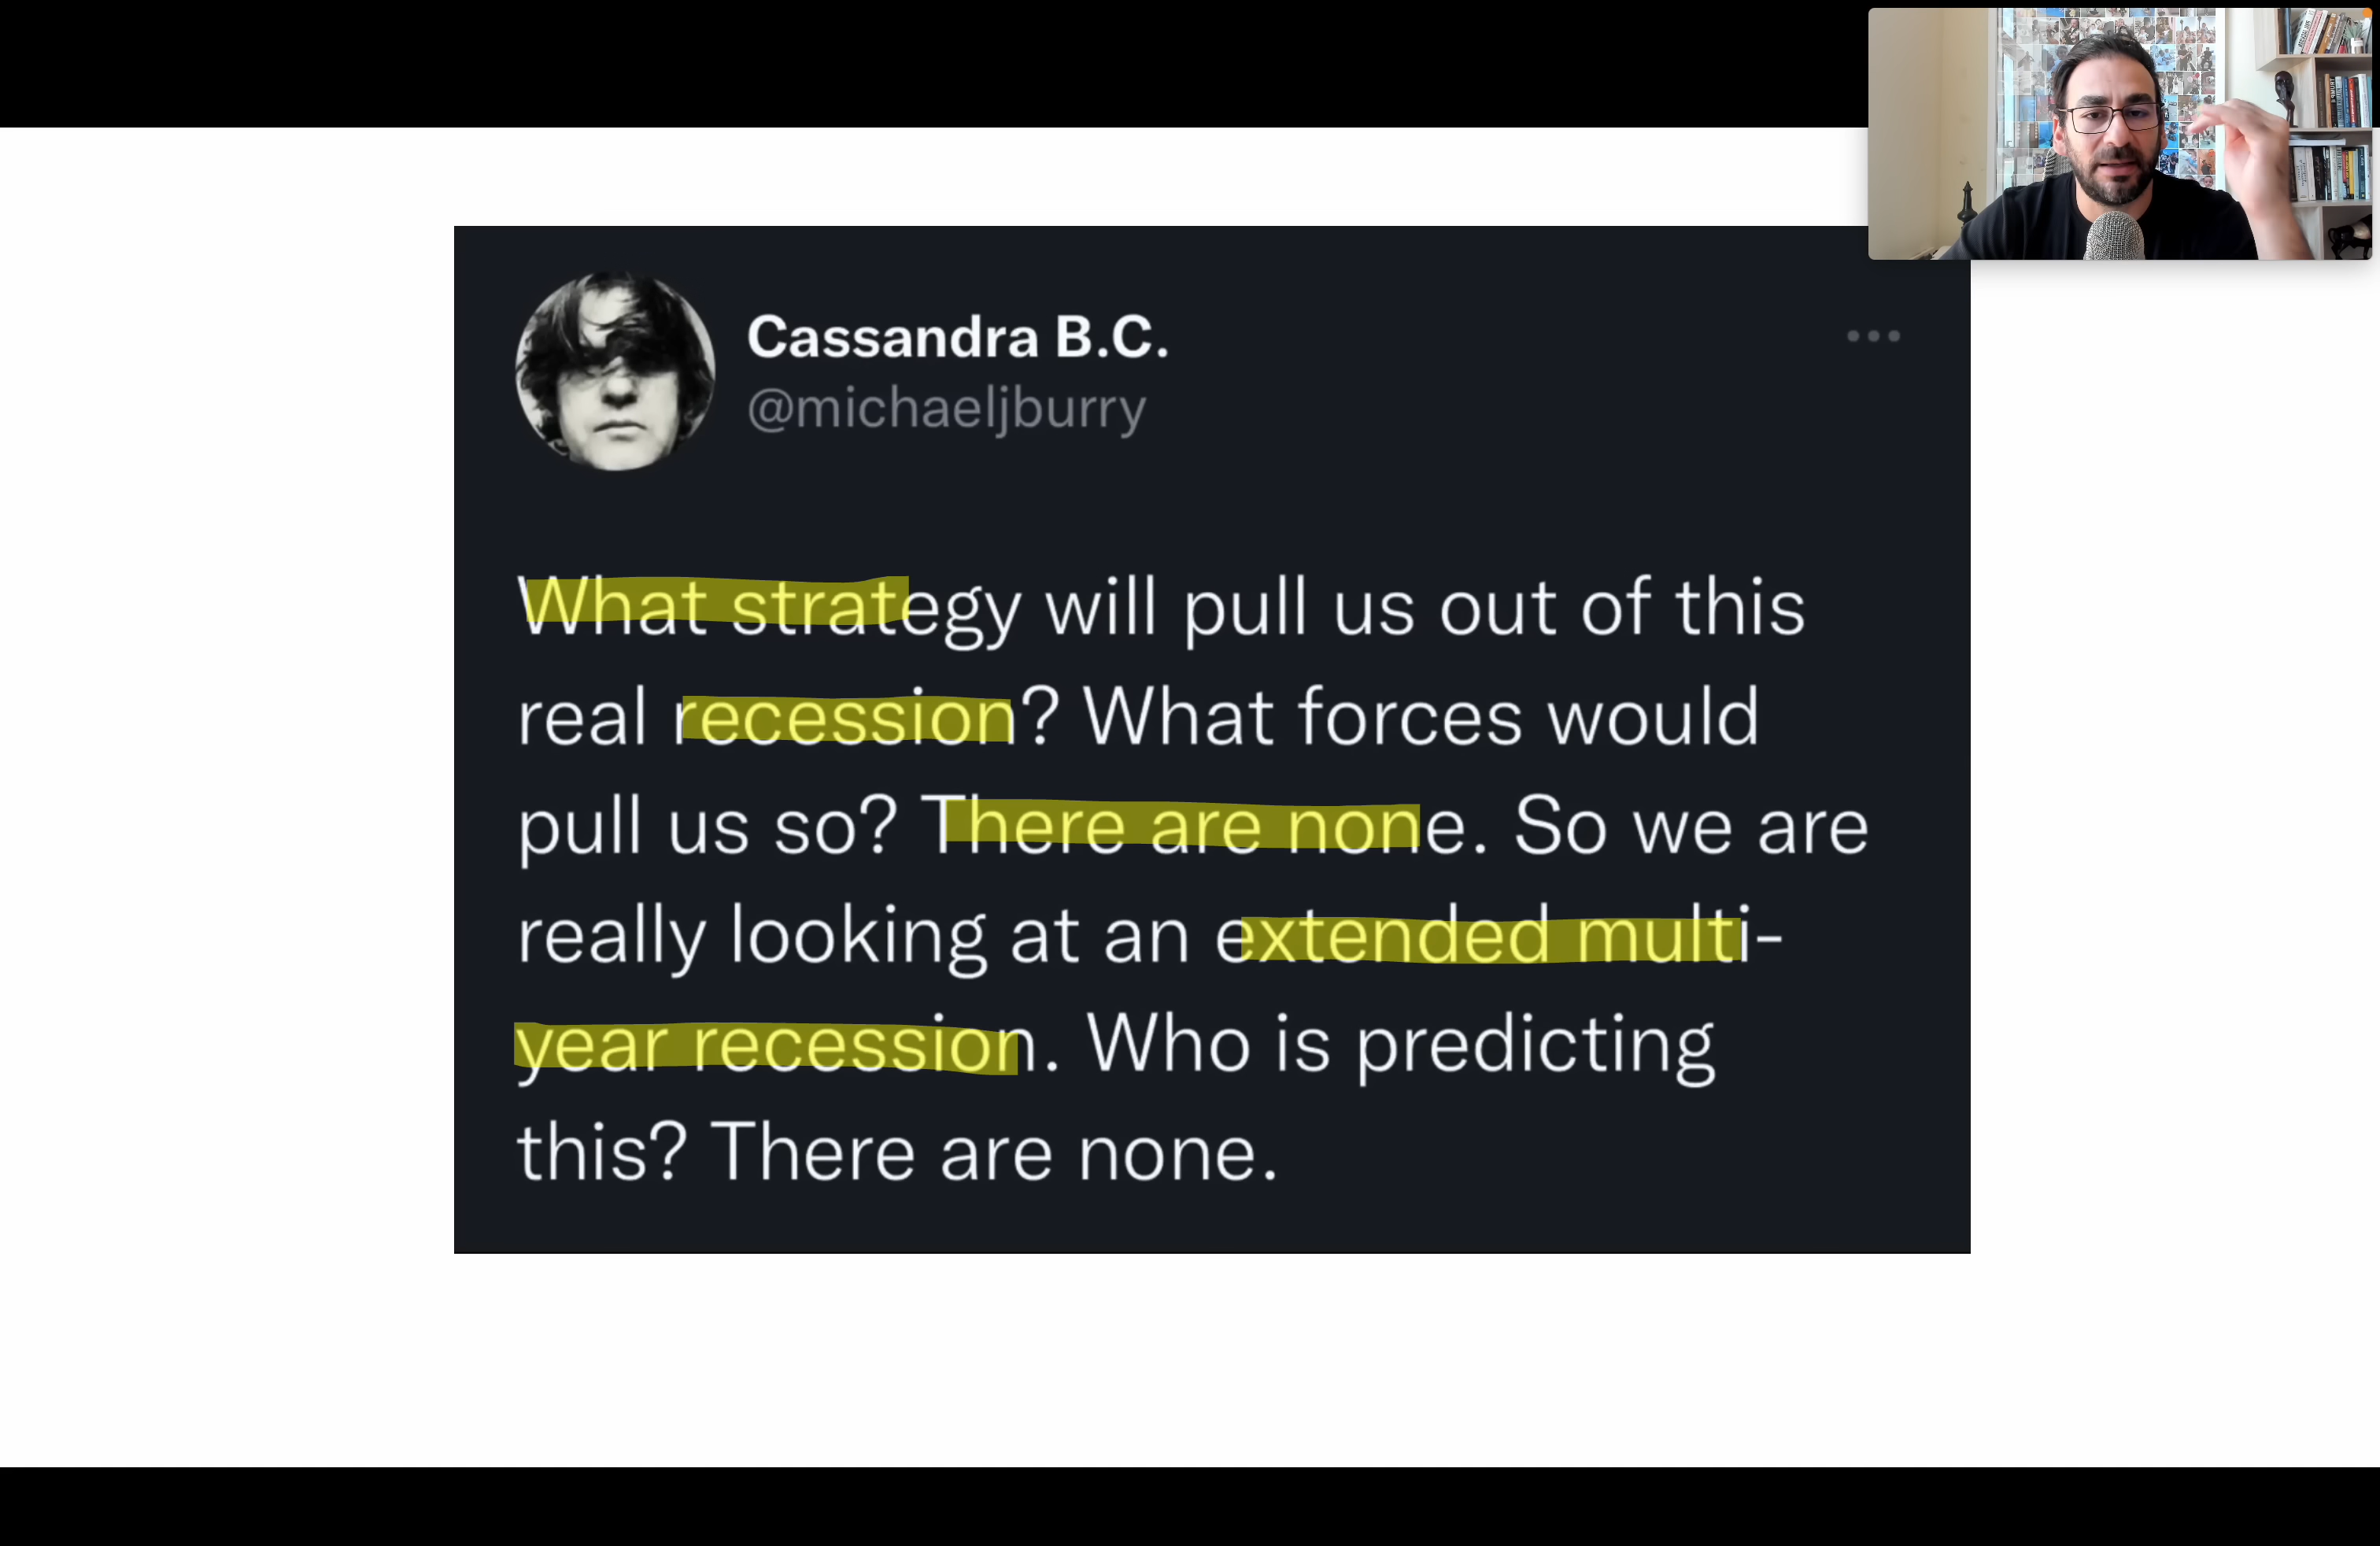 Cassandra B.C.
@michaeljburry
What strategy will pull us out of this
real recession? What forces would
pull us so? There are none. So we are
really looking at an extended multi-
year recession. Who is predicting
this? There are none.